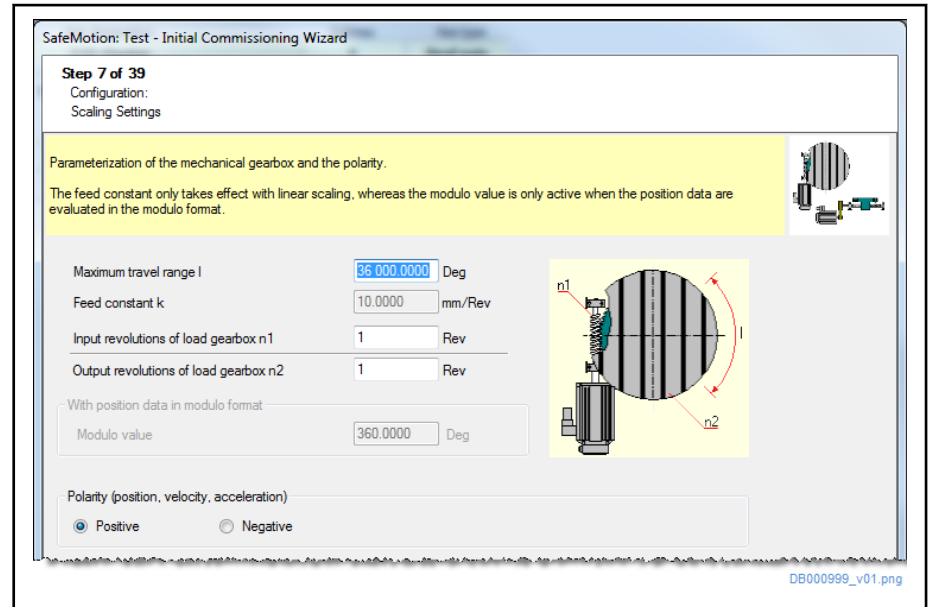 SafeMotion: Test - Initial Commissioning Wizard
Step 7 of 39
Configuration:
Scaling Settings
Parameterization of the mechanical gearbox and the polarity.
The feed constant only takes effect with linear scaling, whereas the modulo value is only active when the position data are
evaluated in the modulo format.
Maximum travel range l 36 000.0000 Deg
Feed constant k 10.0000 mm/Rev
Input revolutions of load gearbox n1 1 Rev
Output revolutions of load gearbox n2 1 Rev
With position data in modulo format
Modulo value 360.0000 Deg
n1
l
n2
Polarity (position, velocity, acceleration)
Positive Negative
DB000999_v01.png